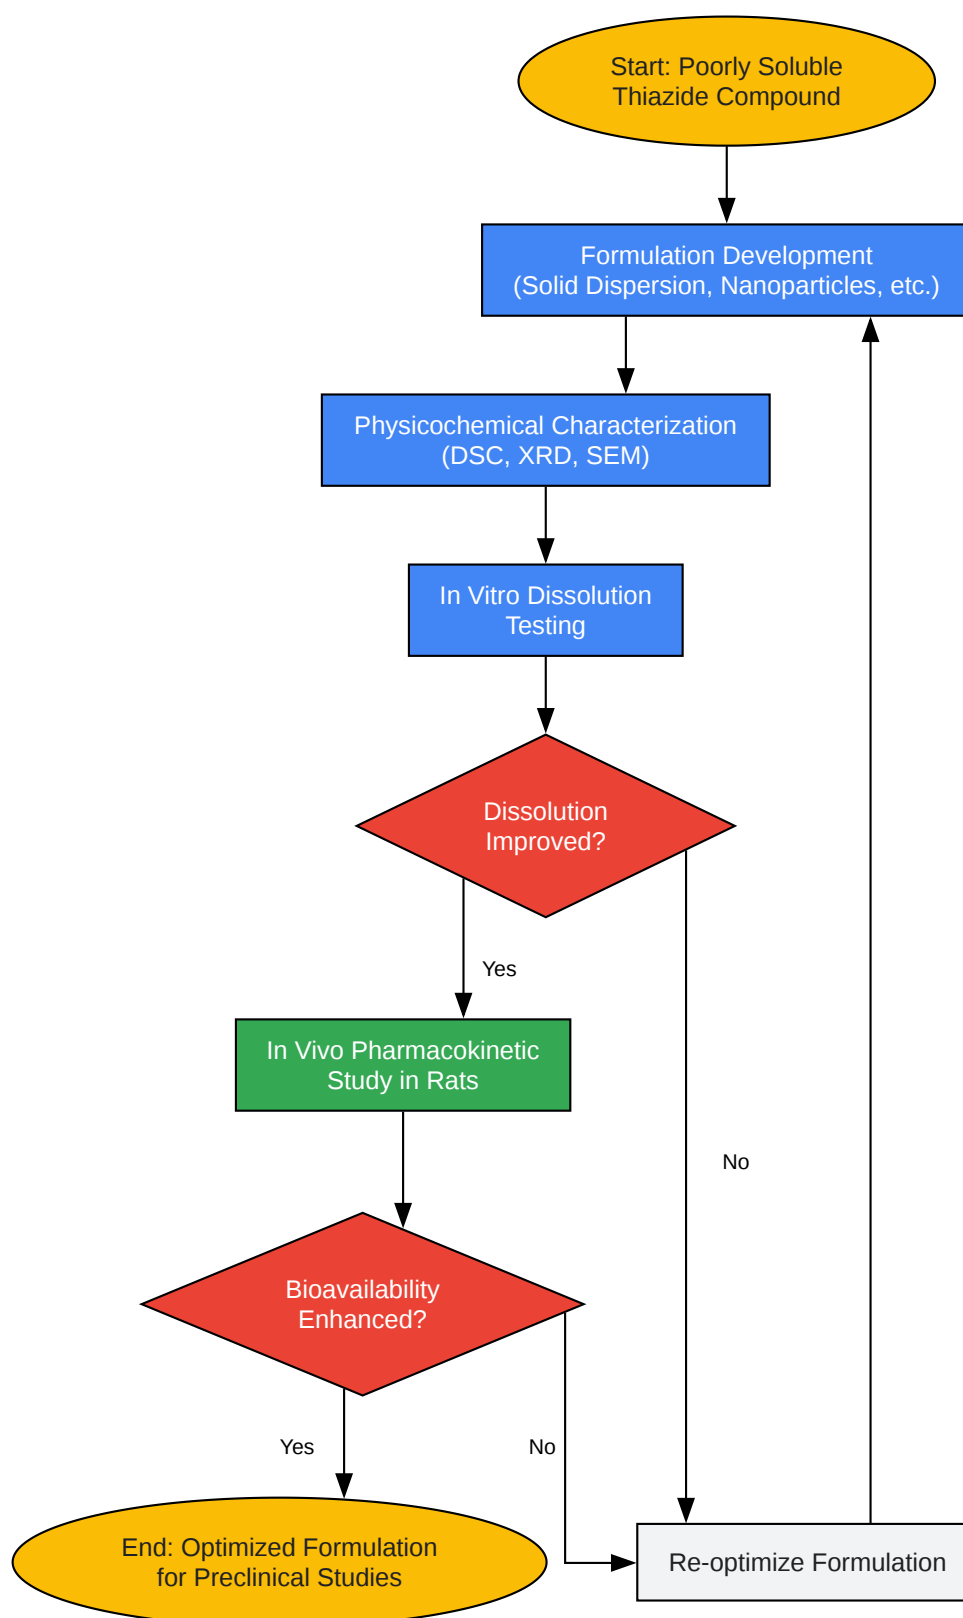 Start: Poorly Soluble
Thiazide Compound
Formulation Development
(Solid Dispersion, Nanoparticles, etc.)
Physicochemical Characterization
(DSC, XRD, SEM)
In Vitro Dissolution
Testing
Dissolution
Improved?
Yes
In Vivo Pharmacokinetic
Study in Rats
No
Bioavailability
Enhanced?
Yes
No
End: Optimized Formulation
for Preclinical Studies
Re-optimize Formulation